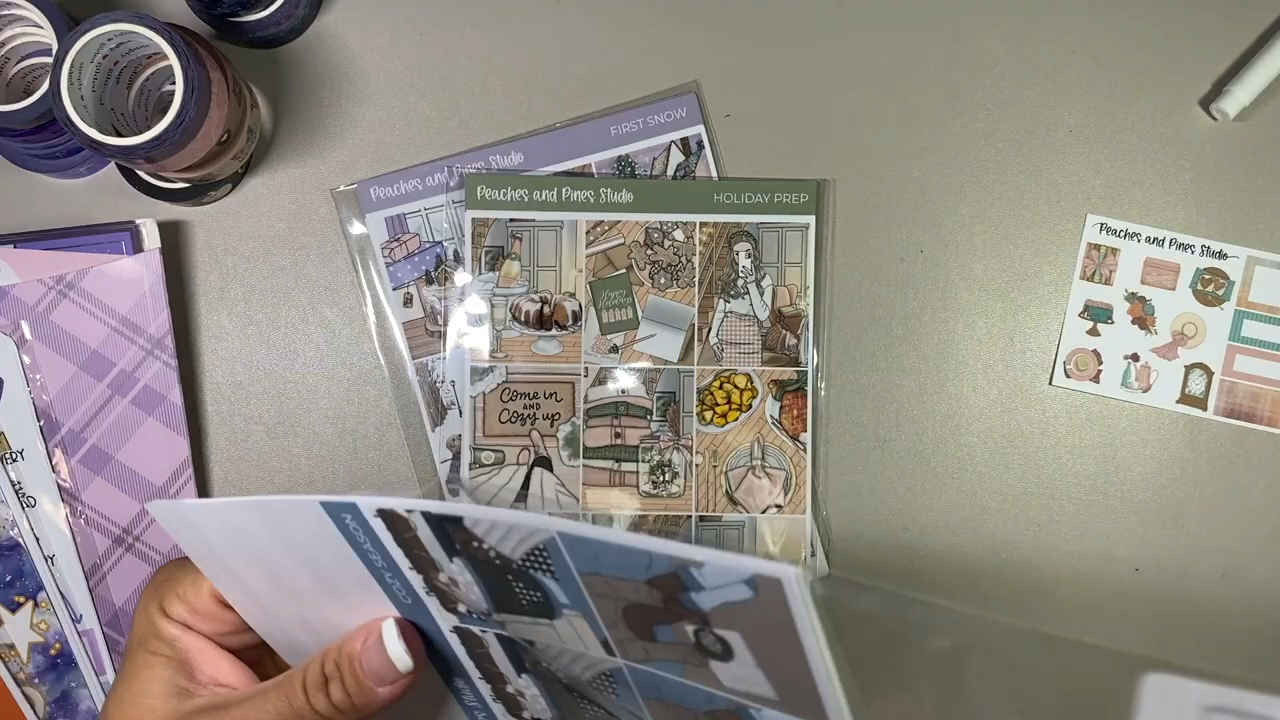 Peaches and Pines Studio
FIRST SNOW
Peaches and Pines Studio
HOLIDAY PREP
Happy
Holidays
Come in
AND
Cozy up
Peaches and Pines Studio
COZY SEASON